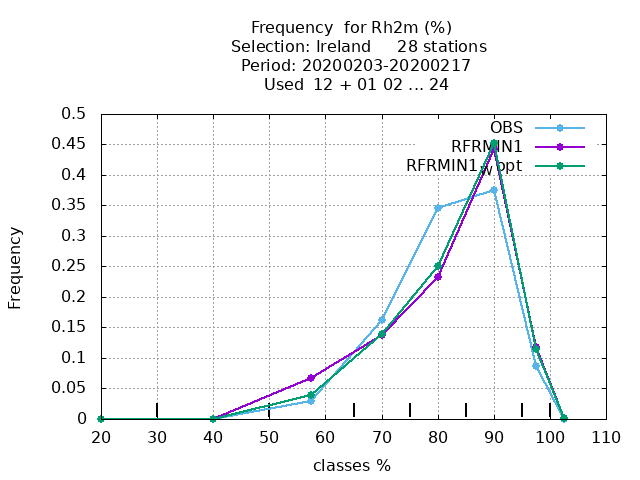 Frequency  for Rh2m (%)
Selection: Ireland     28 stations
Period: 20200203-20200217
Used  12 + 01 02 ... 24
0.5
0.45
0.4
0.35
0.3
0.25
0.2
0.15
0.1
0.05
0
Frequency
OBS
RFRMIN1
20 30 40 50 60 70 80 90 100 110
classes %